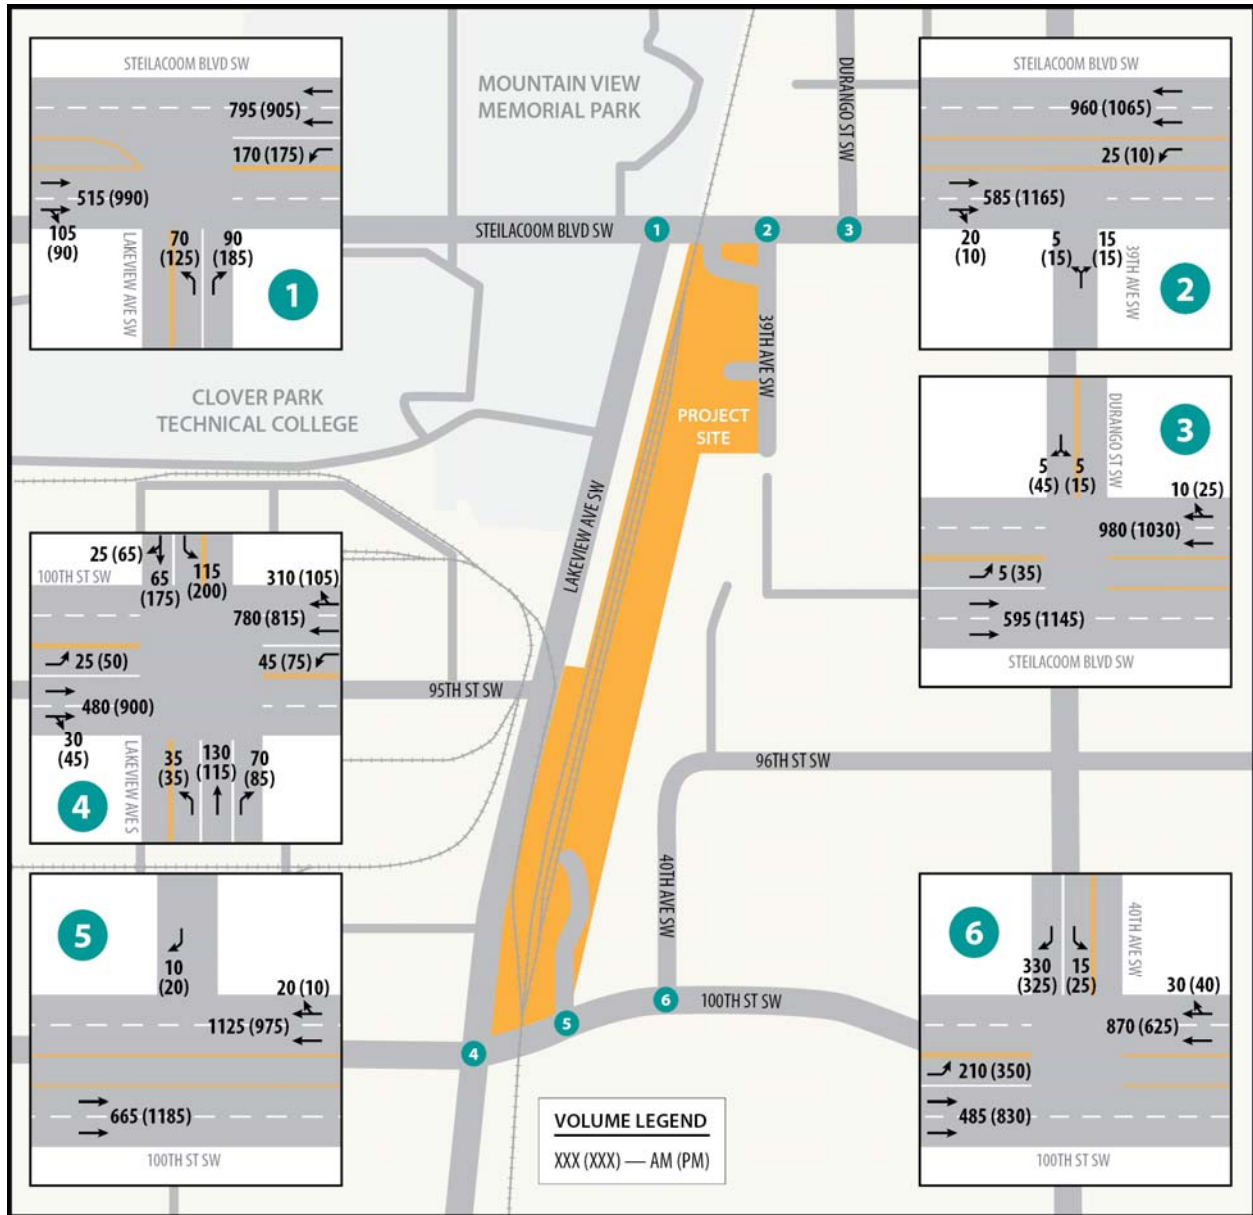 STEILACOOM BLVD SW
795 (905)
170 (175)
515 (990)
105
(90)
70
(125)
90
(185)
LAKEVIEW AVE SW
1
MOUNTAIN VIEW
MEMORIAL PARK
DURANGO ST SW
STEILACOOM BLVD SW
1
2
3
39TH AVE SW
CLOVER PARK
TECHNICAL COLLEGE
PROJECT
SITE
LAKEVIEW AVE SW
95TH ST SW
96TH ST SW
40TH AVE SW
100TH ST SW
4
5
6
STEILACOOM BLVD SW
960 (1065)
25 (10)
585 (1165)
20
(10)
5
(15)
15
(15)
39TH AVE SW
2
3
DURANGO ST SW
5
(45)
5
(15)
10 (25)
980 (1030)
5 (35)
595 (1145)
STEILACOOM BLVD SW
25 (65)
100TH ST SW
65
(175)
115
(200)
310 (105)
780 (815)
25 (50)
45 (75)
480 (900)
30
(45)
35
(35)
130
(115)
70
(85)
LAKEVIEW AVE S
4
5
10
(20)
20 (10)
1125 (975)
665 (1185)
100TH ST SW
6
40TH AVE SW
330
(325)
15
(25)
30 (40)
870 (625)
210 (350)
485 (830)
100TH ST SW
VOLUME LEGEND
XXX (XXX) — AM (PM)